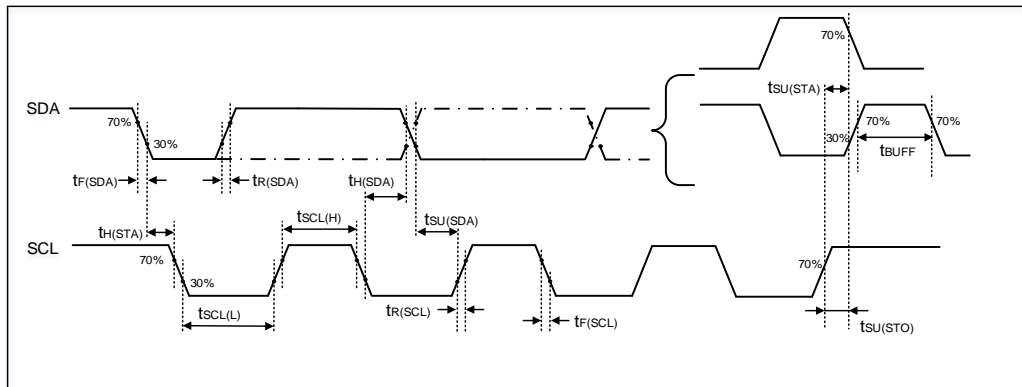 70%
tSU(STA)
SDA
70%
30%
30%
70%
70%
tBUFF
tF(SDA)
tR(SDA)
tH(SDA)
tH(STA)
tSCL(H)
tSU(SDA)
SCL
70%
30%
70%
tSCL(L)
tR(SCL)
tF(SCL)
tSU(STO)